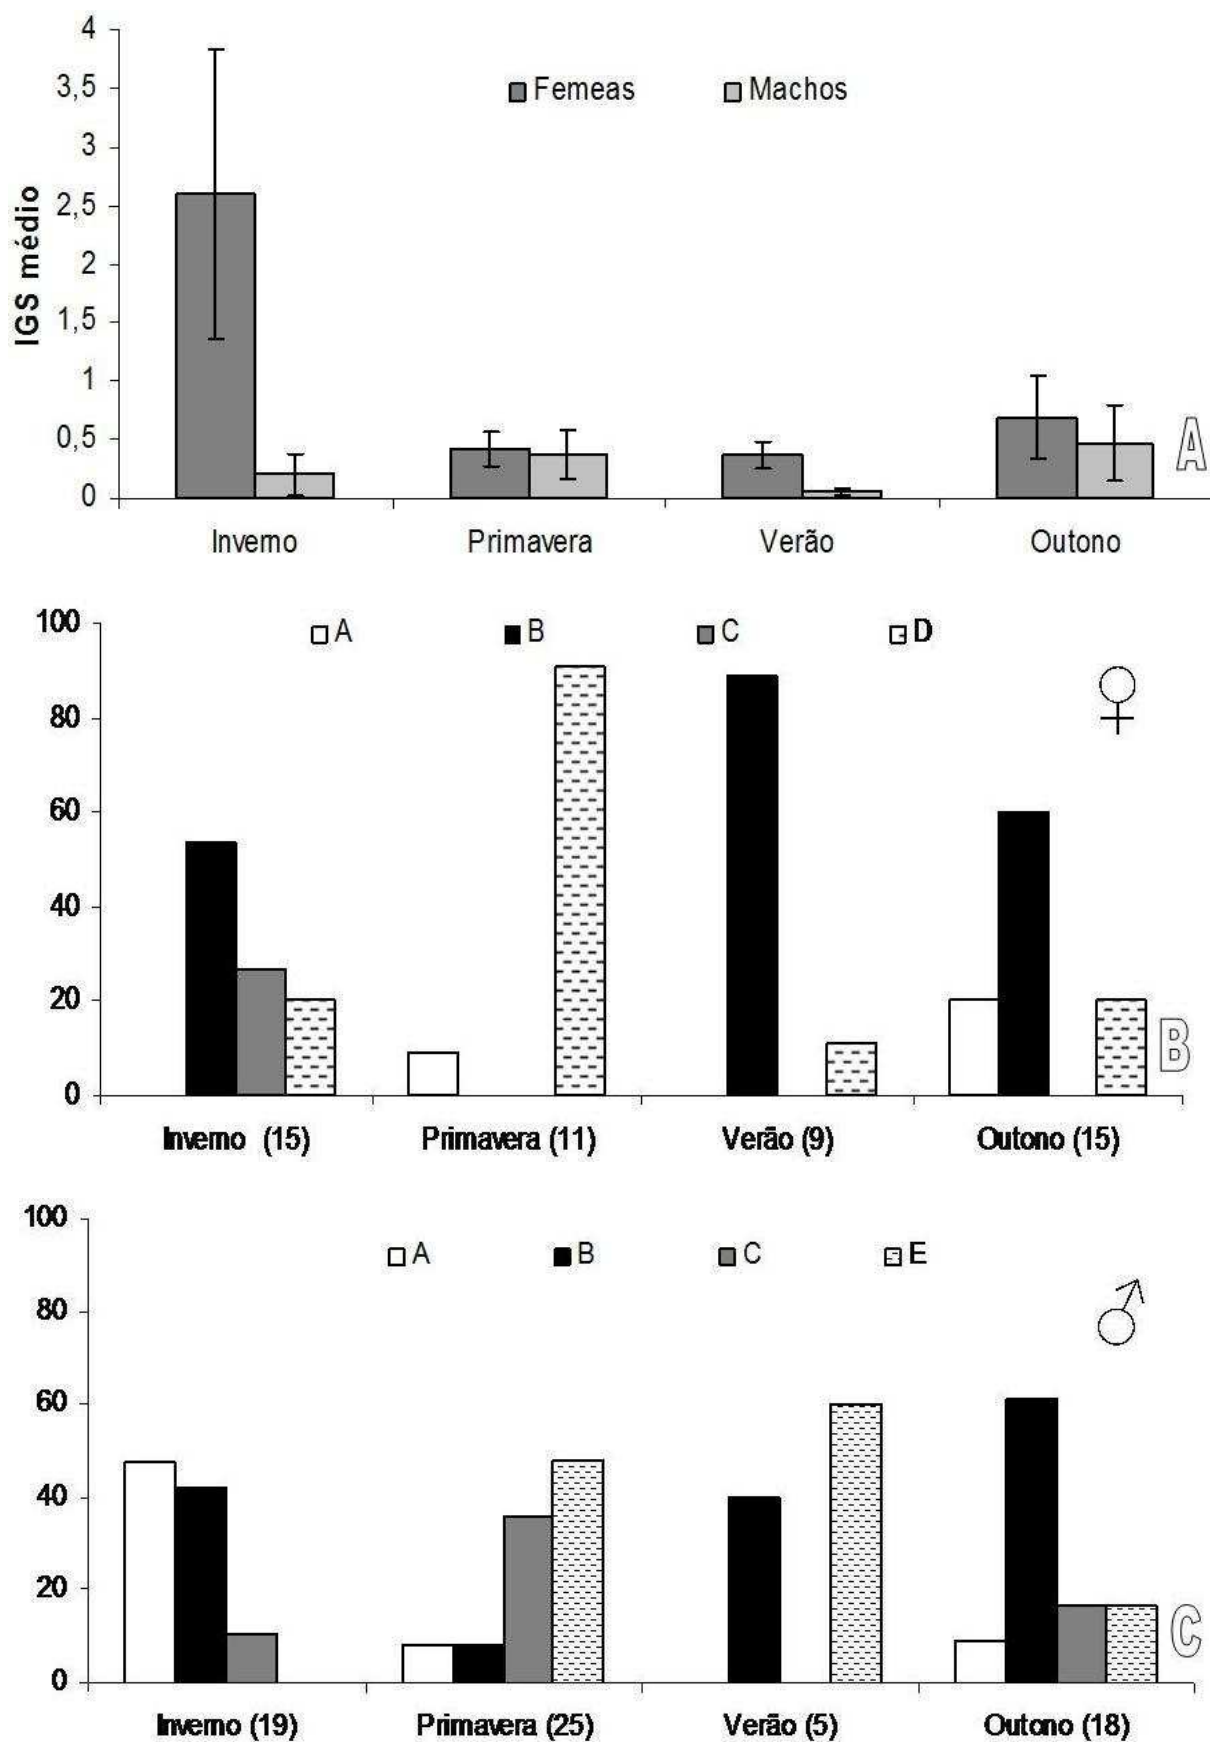 4
3,5
3
2,5
2
1,5
1
0,5
0
IGS médio
Femeas Machos
A
Inverno Primavera Verão Outono
100
80
60
40
20
0
A B C D
B
Inverno (15) Primavera (11) Verão (9) Outono (15)
100
80
60
40
20
0
A B C E
C
Inverno (19) Primavera (25) Verão (5) Outono (18)